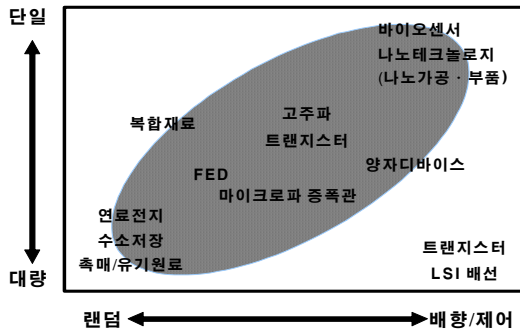 단일
바이오센서
나노테크놀로지
(나노가공 · 부품)
고주파
복합재료
트랜지스터
양자디바이스
FED
마이크로파 증폭관
연료전지
수소저장
촉매/유기원료
트랜지스터
LSI 배선
대량
랜덤
배향/제어